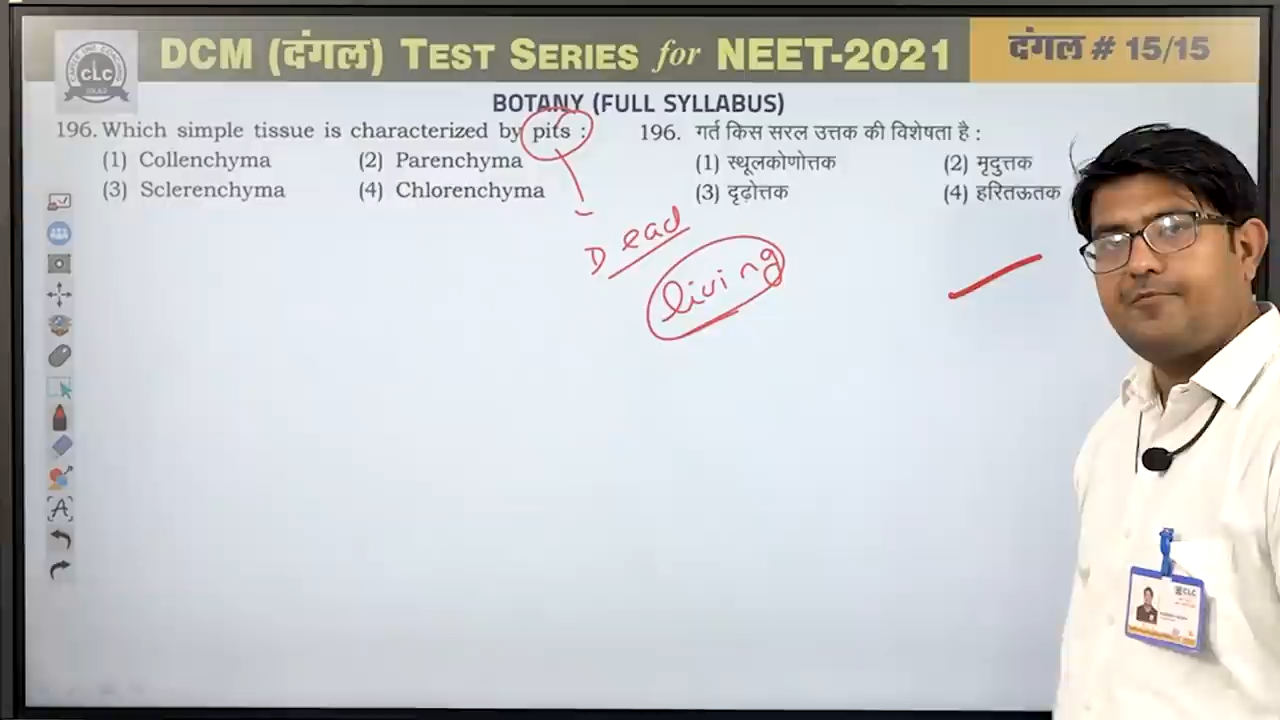 DCM (दंगल) TEST SERIES for NEET-2021
दंगल # 15/15
CLC
BOTANY (FULL SYLLABUS)
196. Which simple tissue is characterized by pits :
(1) Collenchyma (2) Parenchyma
(3) Sclerenchyma (4) Chlorenchyma
196. गर्त किस सरल उत्तक की विशेषता है :
(1) स्थूलकोणोत्तक (2) मृदुत्तक
(3) दृढ़ोत्तक (4) हरितऊतक
Dead
living
A
CLC